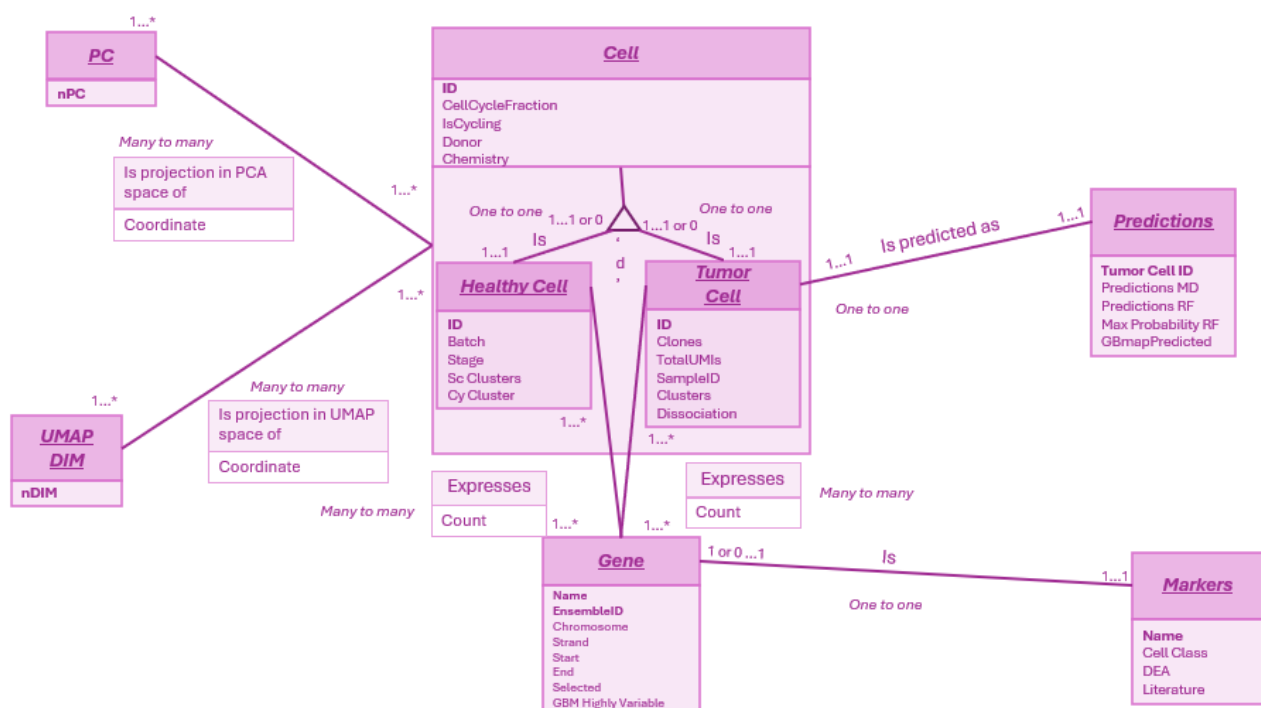 1...*
PC
nPC
Many to many
Is projection in PCA
space of
Coordinate
1...*
Cell
ID
CellCycleFraction
IsCycling
Donor
Chemistry
One to one
1...1 or 0
1...1 or 0
One to one
Is
Is
1...1
1...1
‘
d
’
Healthy Cell
ID
Batch
Stage
Sc Clusters
Cy Cluster
1...*
Tumor
Cell
ID
Clones
TotalUMIs
SampleID
Clusters
Dissociation
1...*
1...1
Is predicted as
1...1
One to one
Predictions
Tumor Cell ID
Predictions MD
Predictions RF
Max Probability RF
GBmapPredicted
1...*
Many to many
Is projection in UMAP
space of
Coordinate
1...*
UMAP
DIM
nDIM
Many to many
Expresses
Count
1...*
Expresses
Count
Many to many
1...*
Gene
Name
EnsembleID
Chromosome
Strand
Start
End
Selected
GBM Highly Variable
1 or 0 ...1
Is
1...1
One to one
Markers
Name
Cell Class
DEA
Literature